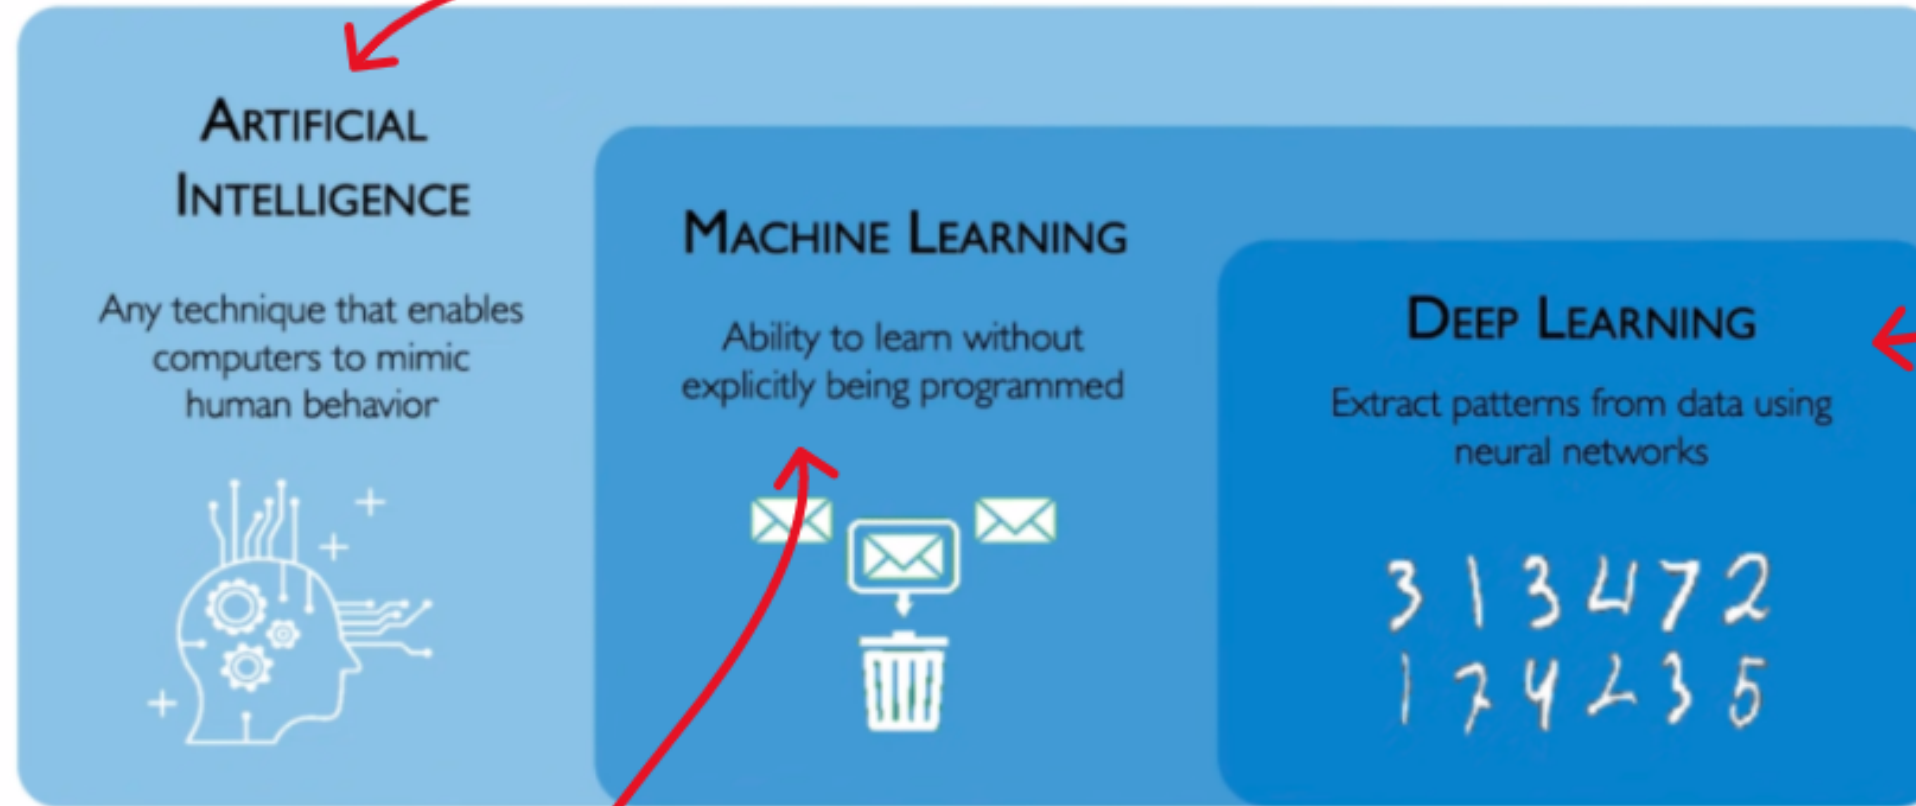 ARTIFICIAL
INTELLIGENCE
Any technique that enables
computers to mimic
human behavior
MACHINE LEARNING
Ability to learn without
explicitly being programmed
DEEP LEARNING
Extract patterns from data using
neural networks
3 1 3 4 7 2
1 7 4 2 3 5